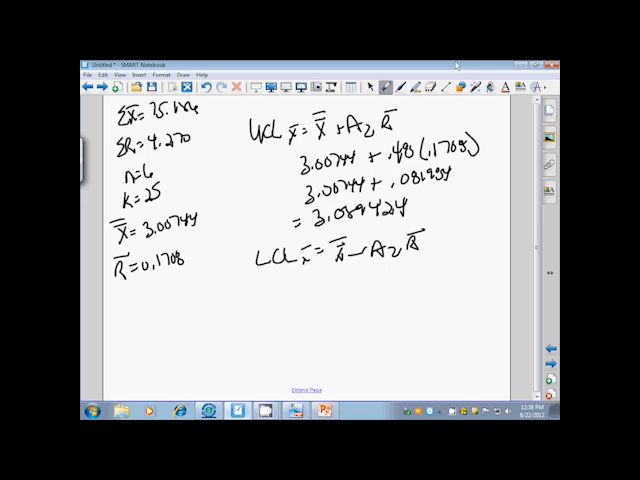 Untitled * - SMART Notebook
File Edit View Insert Format Draw Help
ΣX̄ = 75.186
ΣR = 4.270
n=6
k=25
X̿ = 3.00744
R̄ = 0.1708
UCL x̄ = X̿ + A2 R̄
3.00744 + .48 (.1708)
3.00744 + .081984
= 3.089424
LCL x̄ = X̿ - A2 R̄
Extend Page
12:38 PM
8/22/2012